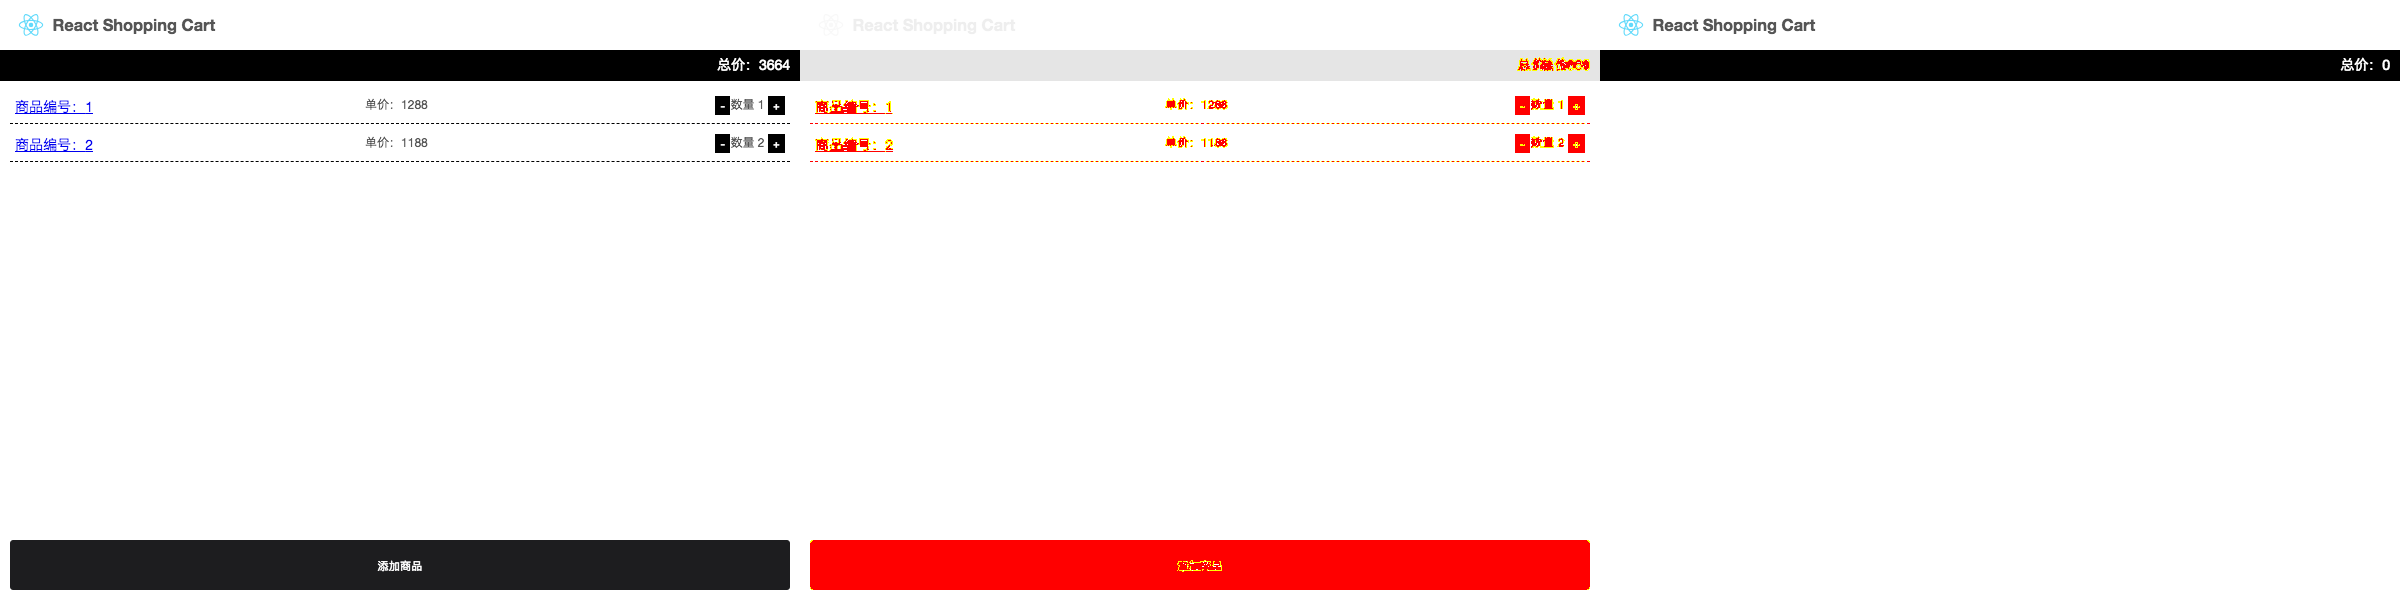 React Shopping Cart
总价：3664
商品编号：1 单价：1288 - 数量 1 +
商品编号：2 单价：1188 - 数量 2 +
添加商品
React Shopping Cart
商品编号：1 单价：1288 - 数量 1 +
商品编号：2 单价：1188 - 数量 2 +
React Shopping Cart
总价：0